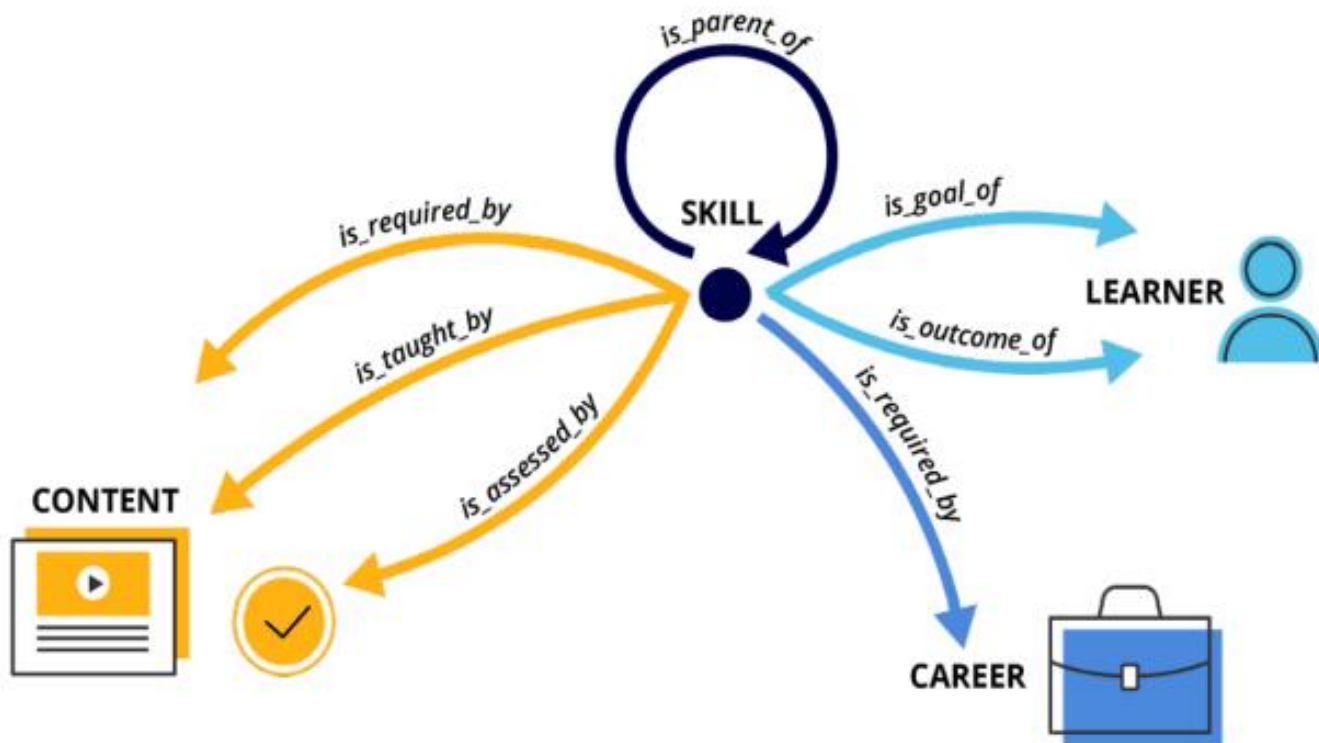 is_parent_of
SKILL
is_required_by
is_goal_of
LEARNER
is_taught_by
is_outcome_of
is_assessed_by
is_required_by
CONTENT
CAREER